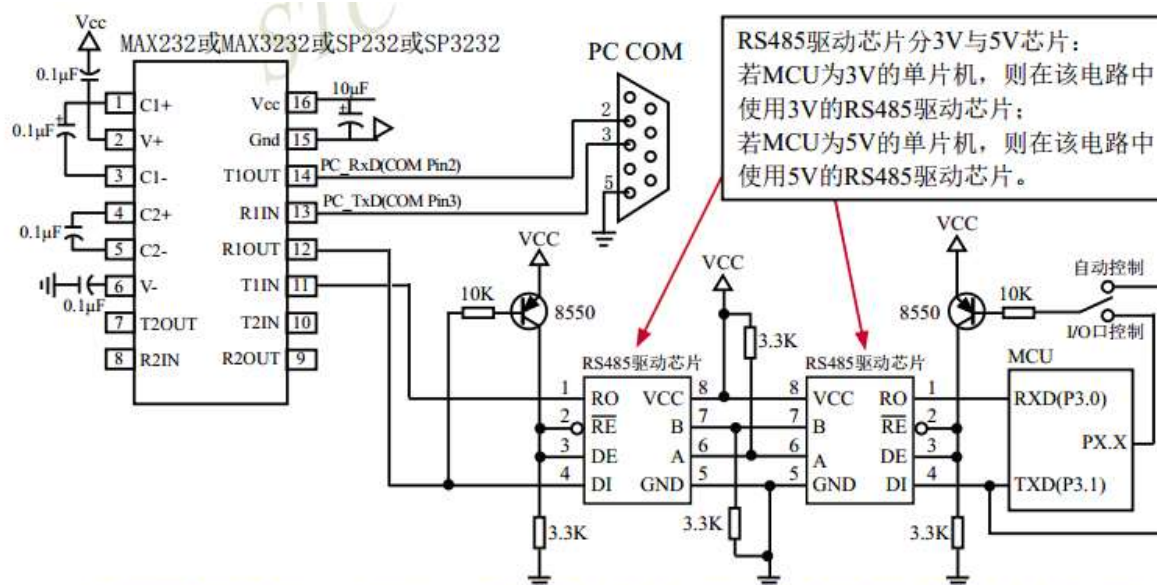 STC
Vcc
MAX232或MAX3232或SP232或SP3232
0.1μF
0.1μF
0.1μF
0.1μF
1 C1+
2 V+
3 C1-
4 C2+
5 C2-
6 V-
7 T2OUT
8 R2IN
Vcc 16
Gnd 15
T1OUT 14
R1IN 13
R1OUT 12
T1IN 11
T2IN 10
R2OUT 9
10μF
+
PC_RxD(COM Pin2)
PC_TxD(COM Pin3)
PC COM
2
3
5
RS485驱动芯片分3V与5V芯片:
若MCU为3V的单片机,则在该电路中
使用3V的RS485驱动芯片;
若MCU为5V的单片机,则在该电路中
使用5V的RS485驱动芯片。
VCC
10K
8550
VCC
3.3K
VCC
8550
10K
自动控制
I/O口控制
RS485驱动芯片
1 RO
2 RE
3 DE
4 DI
VCC 8
B 7
A 6
GND 5
3.3K
3.3K
RS485驱动芯片
8 VCC
7 B
6 A
5 GND
RO 1
RE 2
DE 3
DI 4
3.3K
MCU
RXD(P3.0)
PX.X
TXD(P3.1)